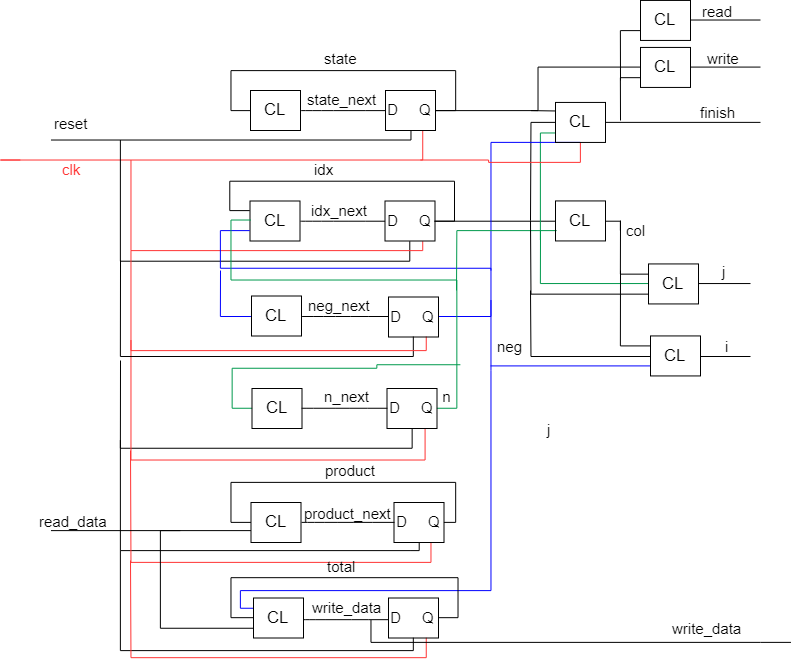 CL read
CL write
state
CL state_next D Q
CL finish
reset
clk
idx
CL idx_next D Q
CL col
CL j
CL neg_next D Q
neg
CL i
CL n_next D Q n
j
product
CL product_next D Q
read_data
total
CL write_data D Q
write_data